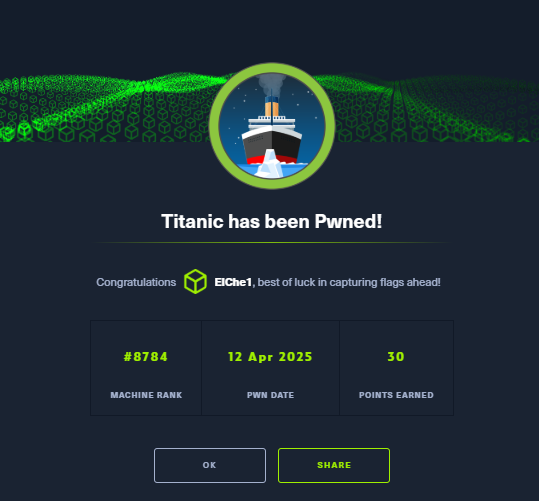 Titanic has been Pwned!
Congratulations ElChe1, best of luck in capturing flags ahead!
#8784 12 Apr 2025 30
MACHINE RANK PWN DATE POINTS EARNED
OK SHARE